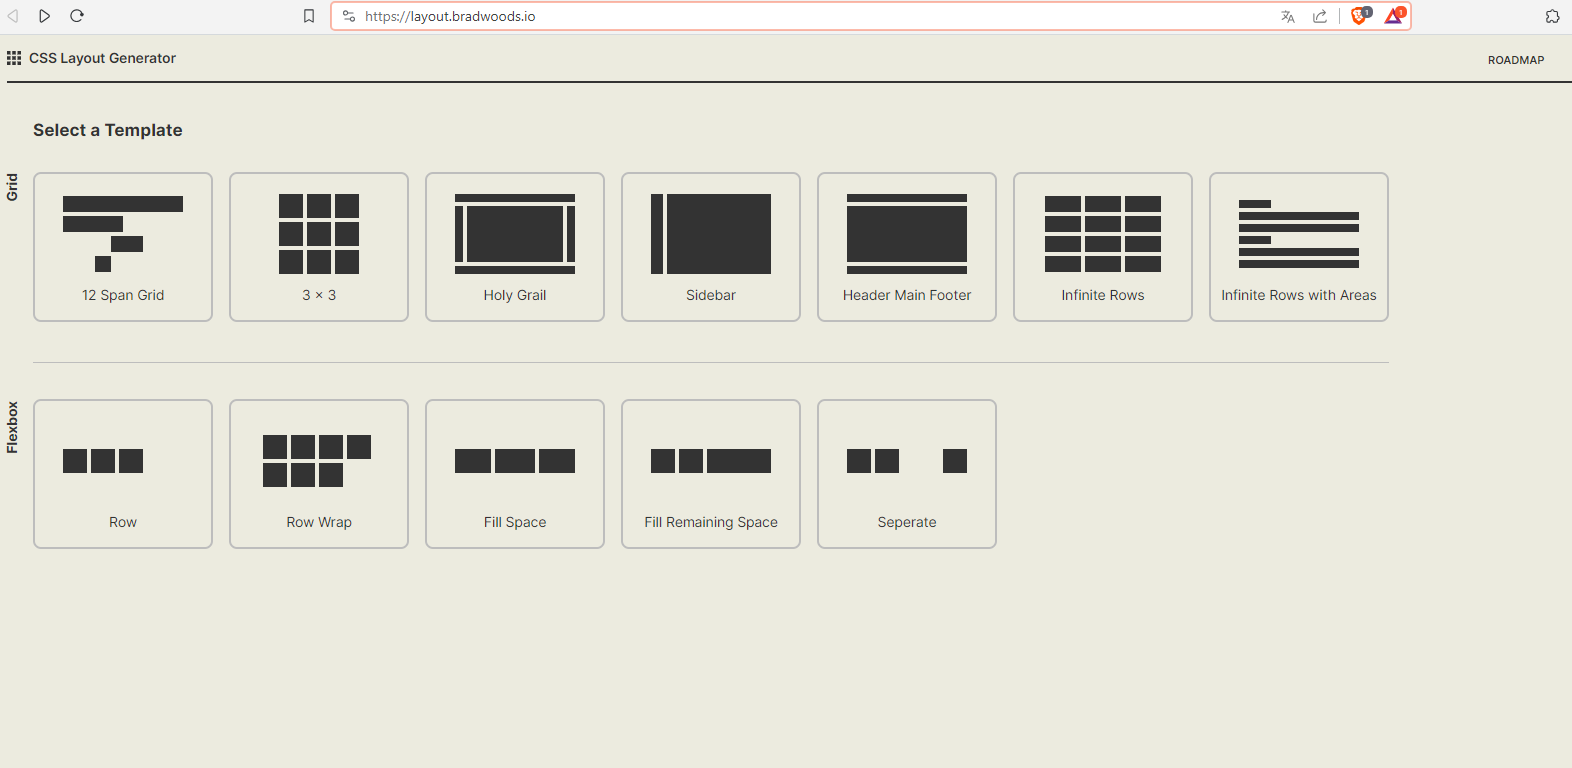 https://layout.bradwoods.io
1
1
CSS Layout Generator
ROADMAP
Select a Template
Grid
12 Span Grid
3 × 3
Holy Grail
Sidebar
Header Main Footer
Infinite Rows
Infinite Rows with Areas
Flexbox
Row
Row Wrap
Fill Space
Fill Remaining Space
Seperate